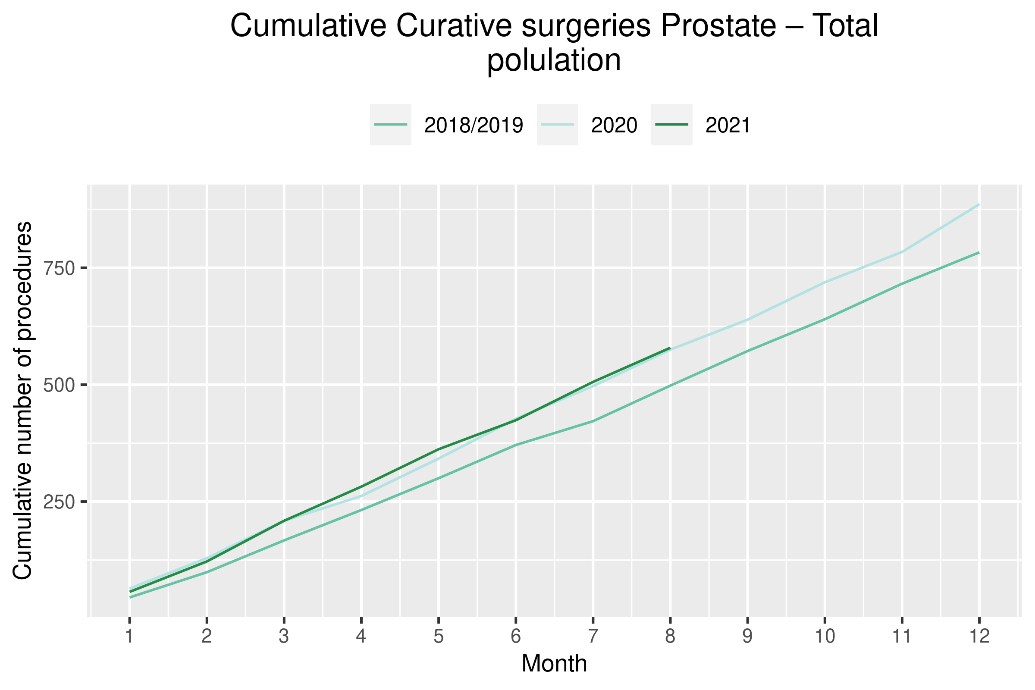 Cumulative Curative surgeries Prostate – Total
polulation
2018/2019 2020 2021
Cumulative number of procedures
750
500
250
1 2 3 4 5 6 7 8 9 10 11 12
Month